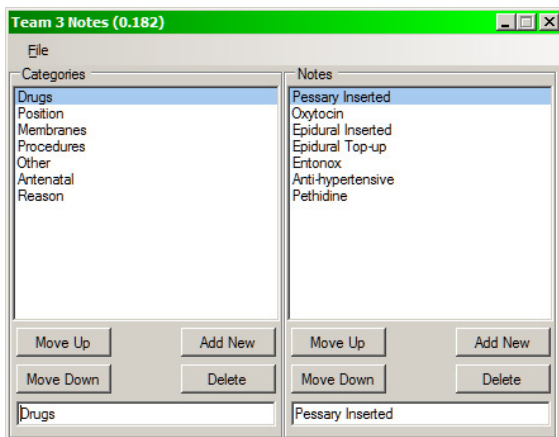 Team 3 Notes (0.182)
File
Categories
Drugs
Position
Membranes
Procedures
Other
Antenatal
Reason
Move Up
Add New
Move Down
Delete
Drugs
Notes
Pessary Inserted
Oxytocin
Epidural Inserted
Epidural Top-up
Entonox
Anti-hypertensive
Pethidine
Move Up
Add New
Move Down
Delete
Pessary Inserted